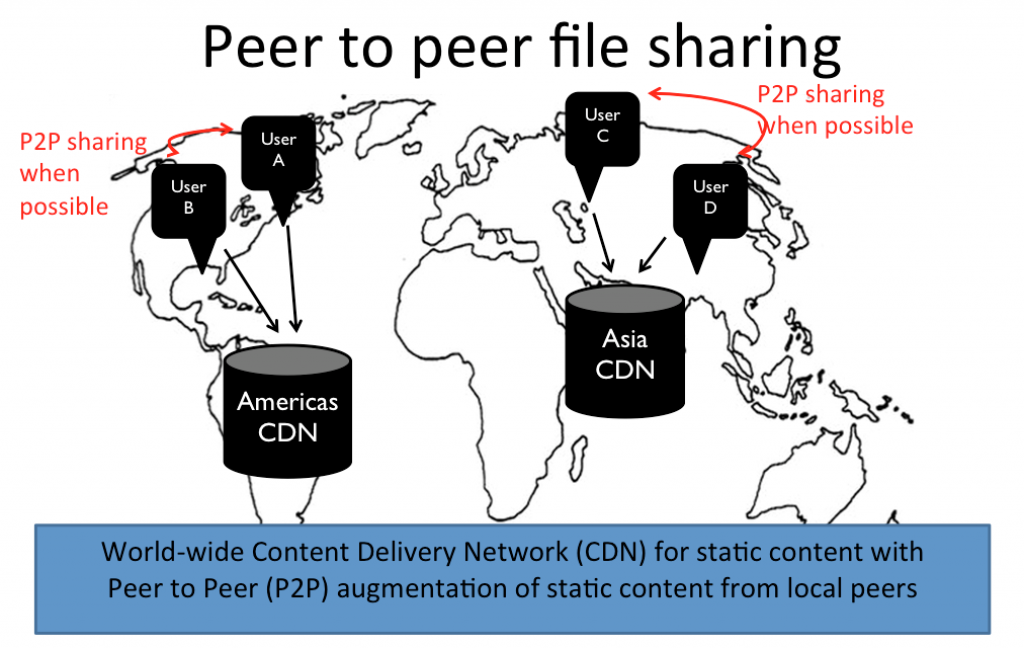 Peer to peer file sharing
P2P sharing
when
possible
User
A
User
B
User
C
P2P sharing
when possible
User
D
Americas
CDN
Asia
CDN
World-wide Content Delivery Network (CDN) for static content with
Peer to Peer (P2P) augmentation of static content from local peers